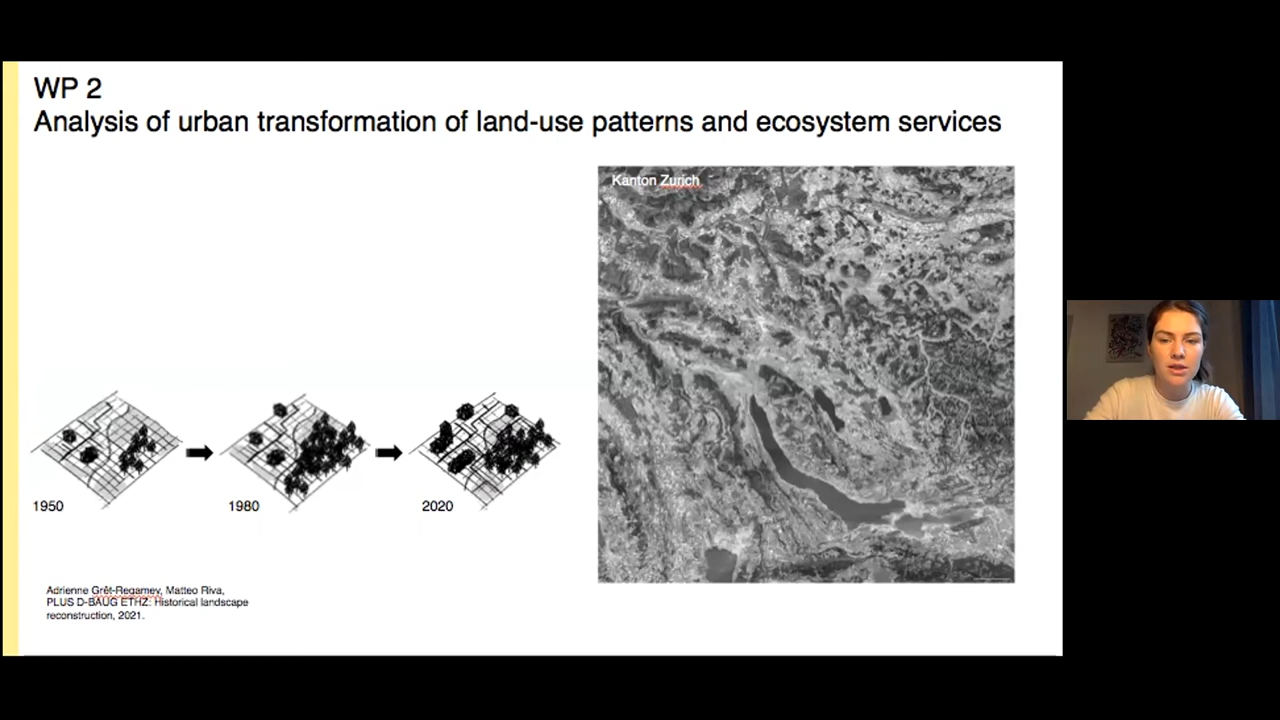 WP 2
Analysis of urban transformation of land-use patterns and ecosystem services
Kanton Zurich
1950
1980
2020
Adrienne Grêt-Regamey, Matteo Riva,
PLUS D-BAUG ETHZ: Historical landscape
reconstruction, 2021.